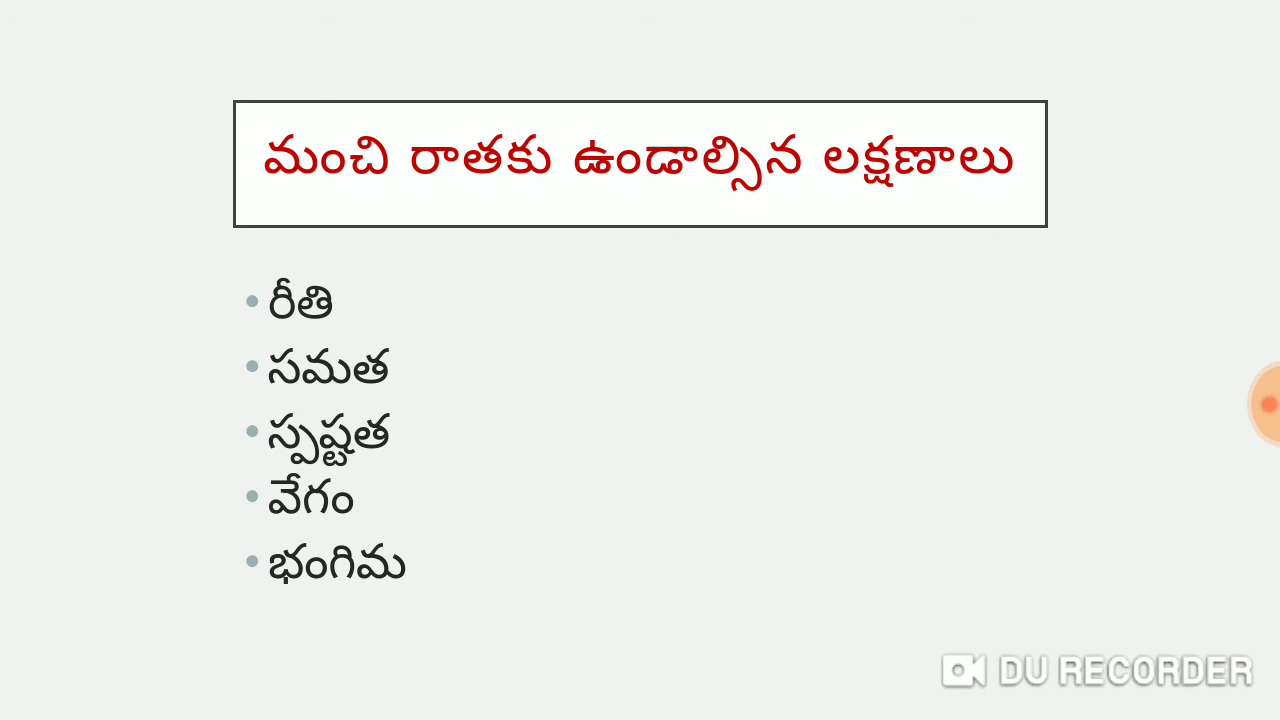 మంచి రాతకు ఉండాల్సిన లక్షణాలు
రీతి
సమత
స్పష్టత
వేగం
భంగిమ
DU RECORDER